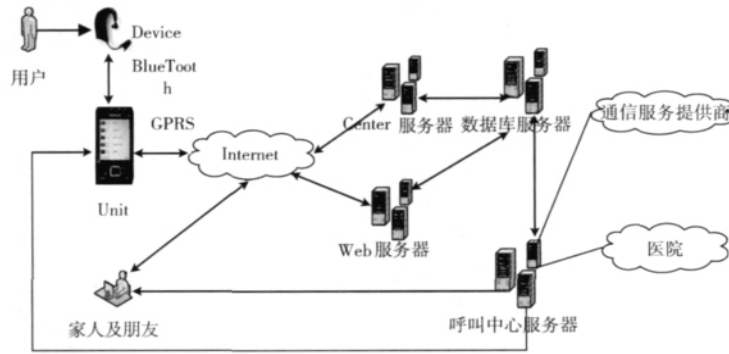 Device
用户
BlueToot
h
GPRS
Internet
Center 服务器
数据库服务器
通信服务提供商
Unit
Web服务器
医院
家人及朋友
呼叫中心服务器